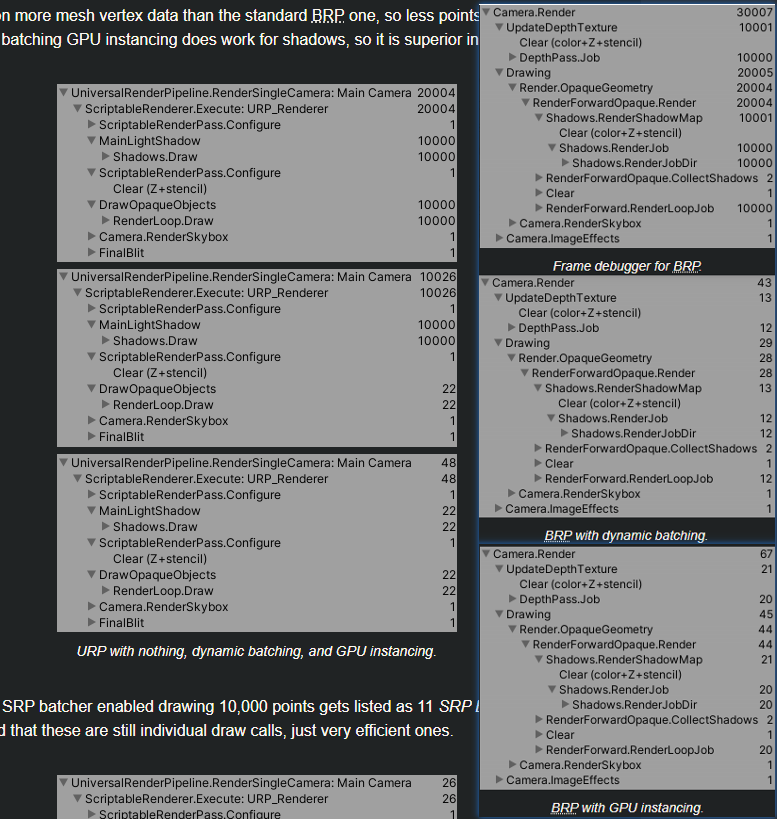 n more mesh vertex data than the standard BRP one, so less points
batching GPU instancing does work for shadows, so it is superior in
UniversalRenderPipeline.RenderSingleCamera: Main Camera 20004
ScriptableRenderer.Execute: URP_Renderer 20004
ScriptableRenderPass.Configure 1
MainLightShadow 10000
Shadows.Draw 10000
ScriptableRenderPass.Configure 1
Clear (Z+stencil)
DrawOpaqueObjects 10000
RenderLoop.Draw 10000
Camera.RenderSkybox 1
FinalBlit 1
UniversalRenderPipeline.RenderSingleCamera: Main Camera 10026
ScriptableRenderer.Execute: URP_Renderer 10026
ScriptableRenderPass.Configure 1
MainLightShadow 10000
Shadows.Draw 10000
ScriptableRenderPass.Configure 1
Clear (Z+stencil)
DrawOpaqueObjects 22
RenderLoop.Draw 22
Camera.RenderSkybox 1
FinalBlit 1
UniversalRenderPipeline.RenderSingleCamera: Main Camera 48
ScriptableRenderer.Execute: URP_Renderer 48
ScriptableRenderPass.Configure 1
MainLightShadow 22
Shadows.Draw 22
ScriptableRenderPass.Configure 1
Clear (Z+stencil)
DrawOpaqueObjects 22
RenderLoop.Draw 22
Camera.RenderSkybox 1
FinalBlit 1
URP with nothing, dynamic batching, and GPU instancing.
SRP batcher enabled drawing 10,000 points gets listed as 11 SRP
d that these are still individual draw calls, just very efficient ones.
UniversalRenderPipeline.RenderSingleCamera: Main Camera 26
ScriptableRenderer.Execute: URP_Renderer 26
ScriptableRenderPass.Configure 1
Camera.Render 30007
UpdateDepthTexture 10001
Clear (color+Z+stencil)
DepthPass.Job 10000
Drawing 20005
Render.OpaqueGeometry 20004
RenderForwardOpaque.Render 20004
Shadows.RenderShadowMap 10001
Clear (color+Z+stencil)
Shadows.RenderJob 10000
Shadows.RenderJobDir 10000
RenderForwardOpaque.CollectShadows 2
Clear 1
RenderForward.RenderLoopJob 10000
Camera.RenderSkybox 1
Camera.ImageEffects 1
Frame debugger for BRP.
Camera.Render 43
UpdateDepthTexture 13
Clear (color+Z+stencil)
DepthPass.Job 12
Drawing 29
Render.OpaqueGeometry 28
RenderForwardOpaque.Render 28
Shadows.RenderShadowMap 13
Clear (color+Z+stencil)
Shadows.RenderJob 12
Shadows.RenderJobDir 12
RenderForwardOpaque.CollectShadows 2
Clear 1
RenderForward.RenderLoopJob 12
Camera.RenderSkybox 1
Camera.ImageEffects 1
BRP with dynamic batching.
Camera.Render 67
UpdateDepthTexture 21
Clear (color+Z+stencil)
DepthPass.Job 20
Drawing 45
Render.OpaqueGeometry 44
RenderForwardOpaque.Render 44
Shadows.RenderShadowMap 21
Clear (color+Z+stencil)
Shadows.RenderJob 20
Shadows.RenderJobDir 20
RenderForwardOpaque.CollectShadows 2
Clear 1
RenderForward.RenderLoopJob 20
Camera.RenderSkybox 1
Camera.ImageEffects 1
BRP with GPU instancing.